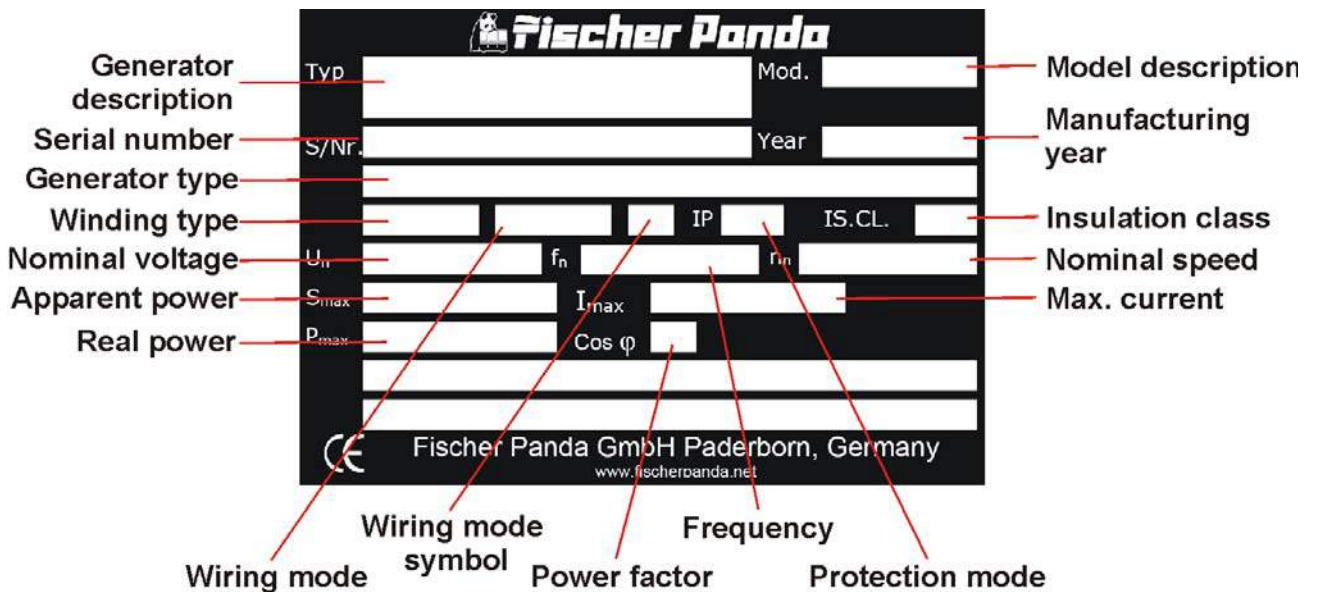 Fischer Panda
Generator description
Typ
Mod.
Model description
Serial number
S/Nr.
Year
Manufacturing year
Generator type
Winding type
IP
IS.CL.
Insulation class
Nominal voltage
Un
fn
nn
Nominal speed
Apparent power
Smax
Imax
Max. current
Real power
Pmax
Cos φ
CE
Fischer Panda GmbH Paderborn, Germany
www.fischerpanda.net
Wiring mode symbol
Frequency
Wiring mode
Power factor
Protection mode